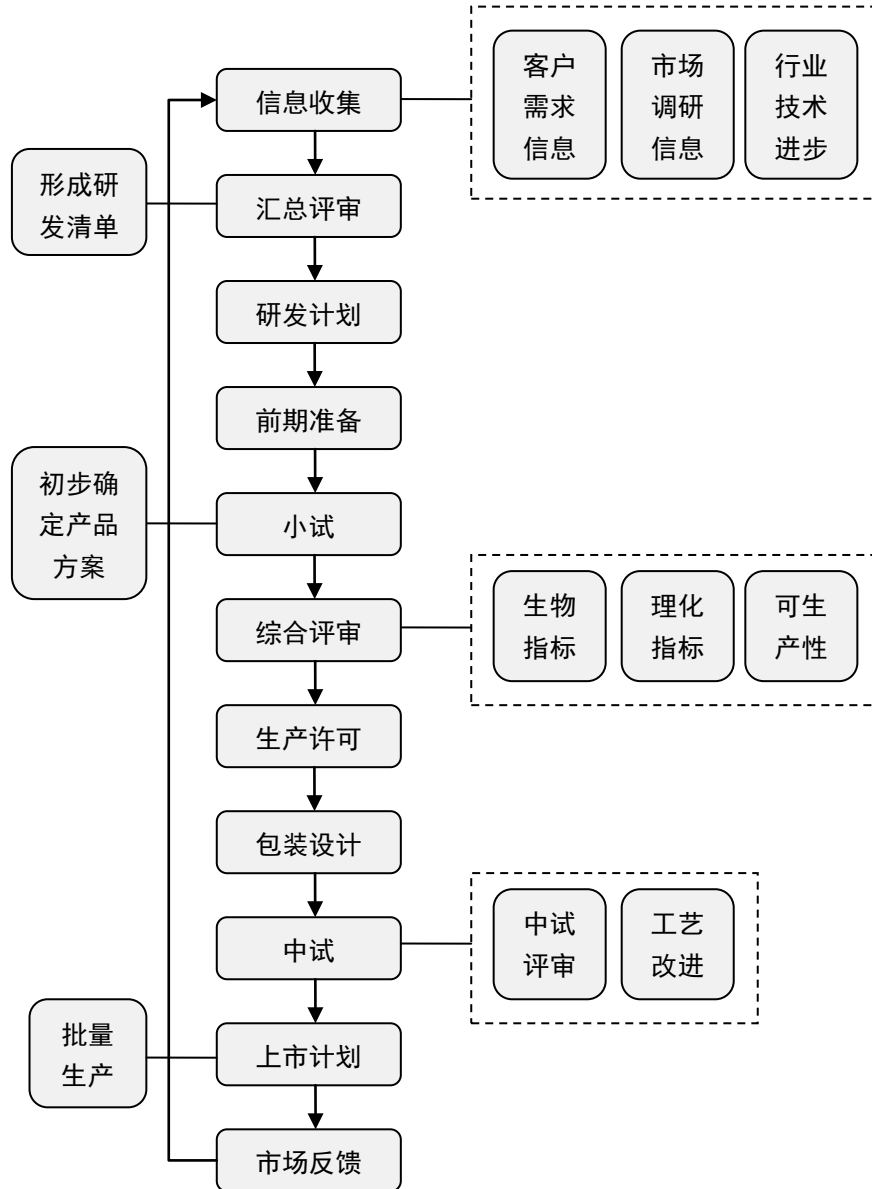 客户
需求
信息
市场
调研
信息
行业
技术
进步
信息收集
形成研
发清单
汇总评审
研发计划
前期准备
初步确
定产品
方案
小试
综合评审
生物
指标
理化
指标
可生
产性
生产许可
包装设计
中试
中试
评审
工艺
改进
批量
生产
上市计划
市场反馈